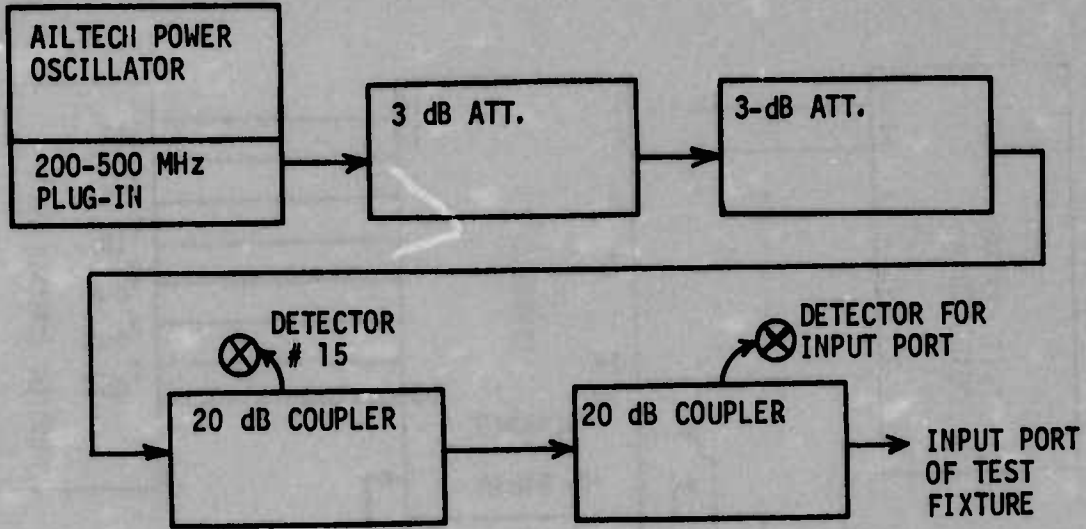 AILTECH POWER
OSCILLATOR
200-500 MHz
PLUG-IN
3 dB ATT.
3-dB ATT.
DETECTOR
# 15
DETECTOR FOR
INPUT PORT
20 dB COUPLER
20 dB COUPLER
INPUT PORT
OF TEST
FIXTURE